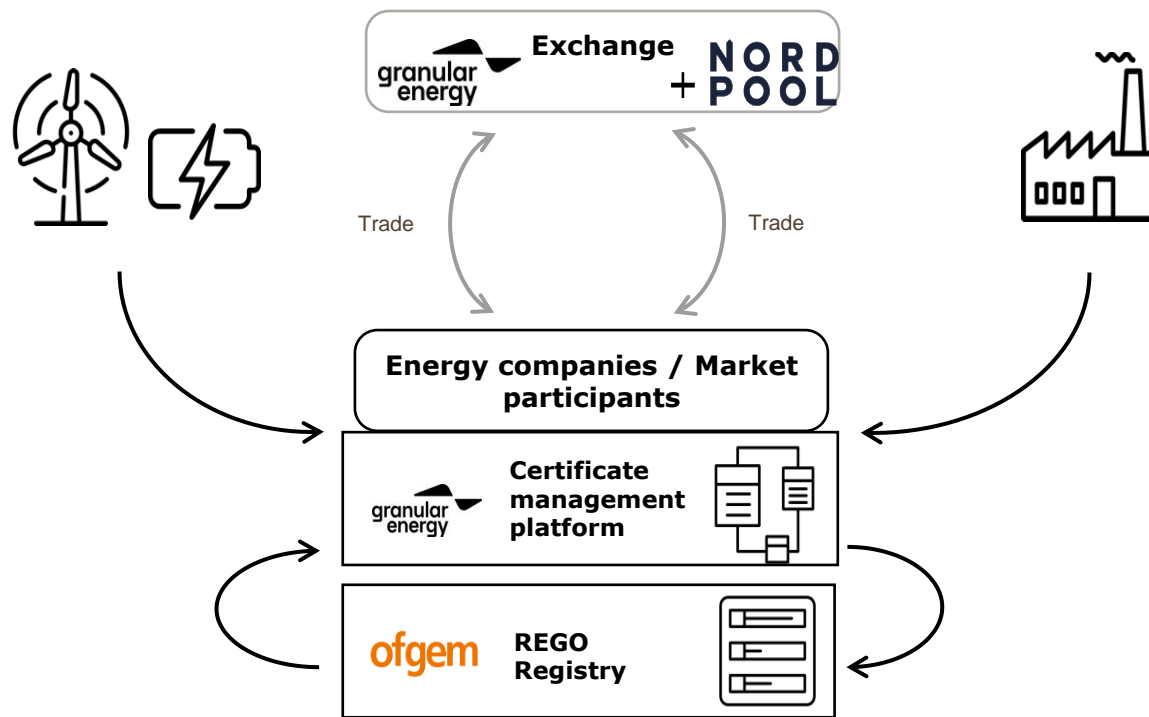 Exchange
granular
energy
+
NORD
POOL
Trade
Trade
Energy companies / Market
participants
granular
energy
Certificate
management
platform
ofgem
REGO
Registry